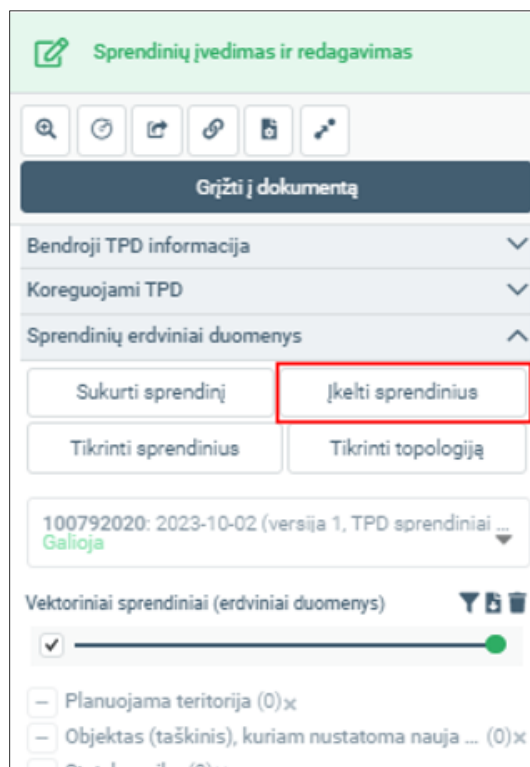 Sprendinių įvedimas ir redagavimas
Grįžti į dokumentą
Bendroji TPD informacija
Koreguojami TPD
Sprendinių erdviniai duomenys
Sukurti sprendinį Įkelti sprendinius
Tikrinti sprendinius Tikrinti topologiją
100792020: 2023-10-02 (versija 1, TPD sprendiniai ...
Galioja
Vektoriniai sprendiniai (erdviniai duomenys)
Planuojama teritorija (0)×
Objektas (taškinis), kuriam nustatoma nauja ... (0)×